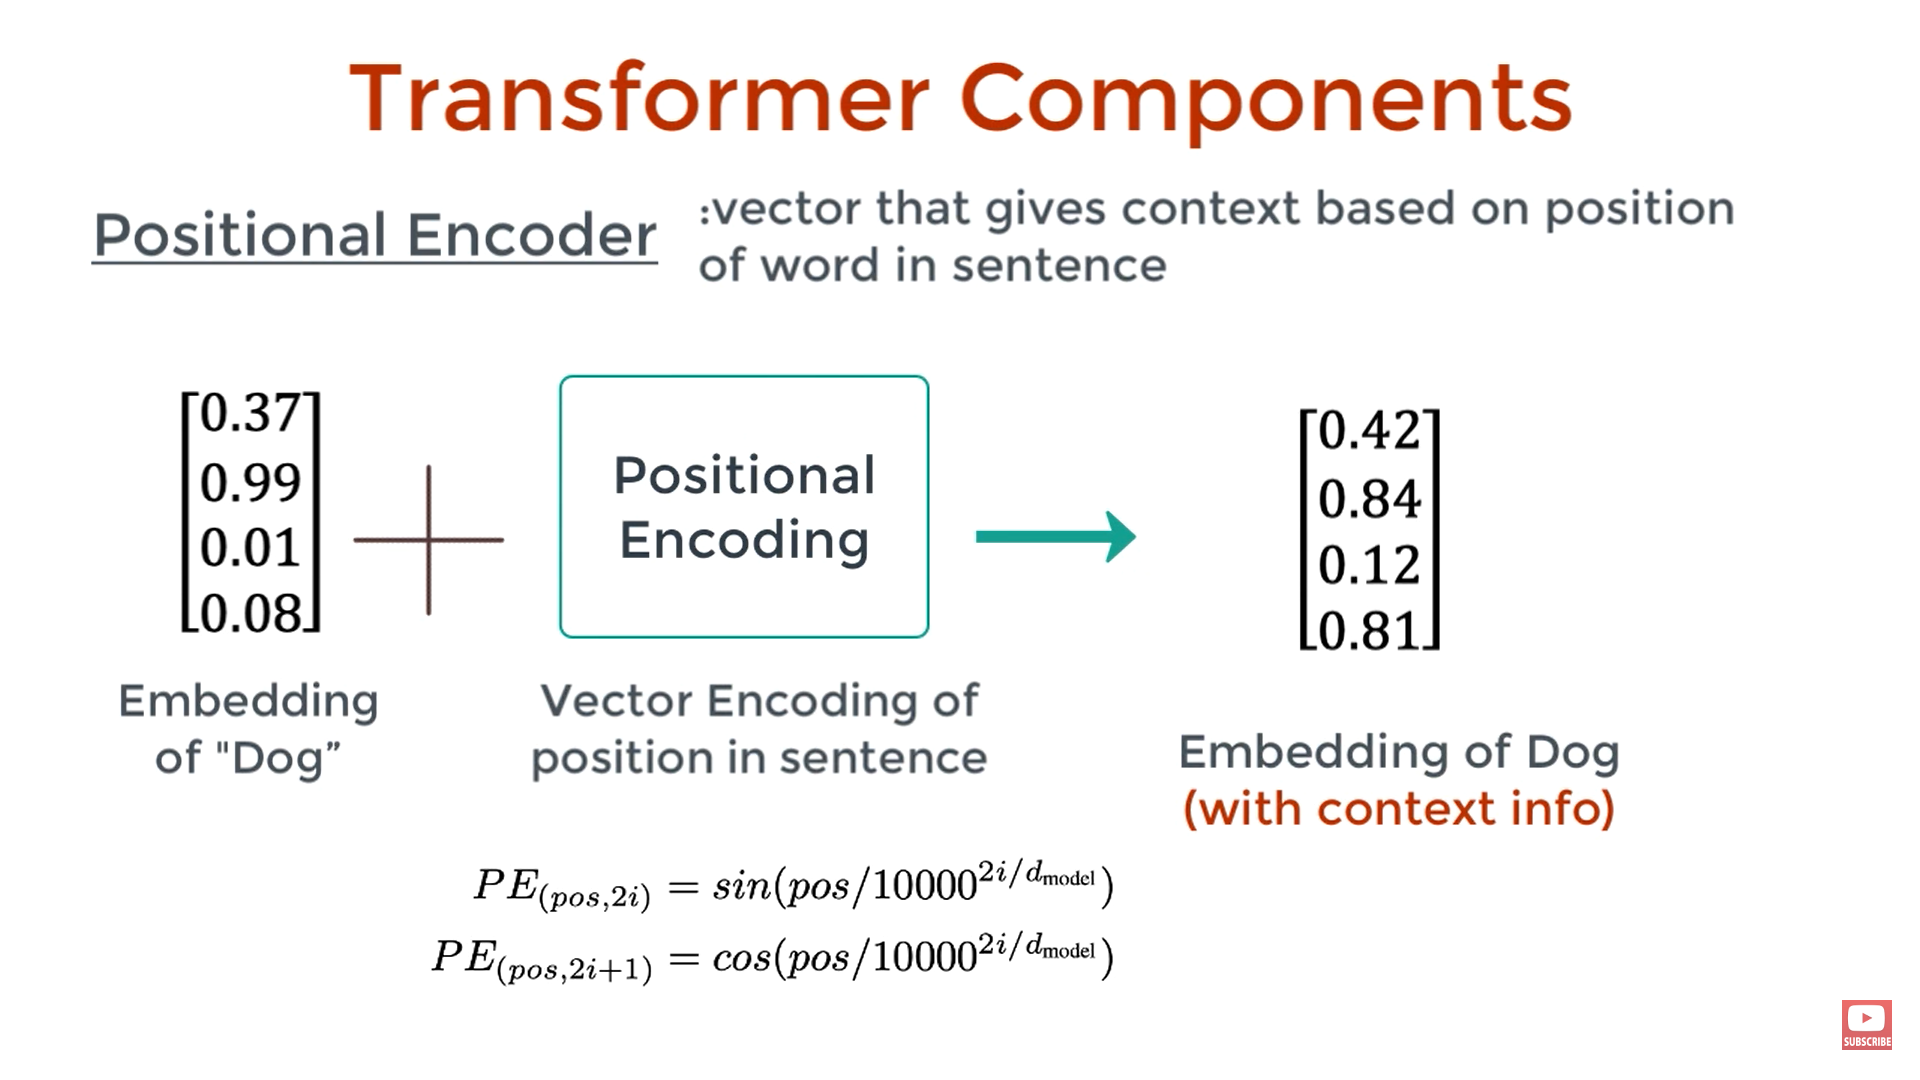 Transformer Components
Positional Encoder
:vector that gives context based on position
of word in sentence
[0.37]
0.99
0.01
[0.08]
Positional
Encoding
[0.42]
0.84
0.12
[0.81]
Embedding
of "Dog”
Vector Encoding of
position in sentence
Embedding of Dog
(with context info)
PE(pos,2i) = sin(pos/10000^2i/d_model)
PE(pos,2i+1) = cos(pos/10000^2i/d_model)
SUBSCRIBE